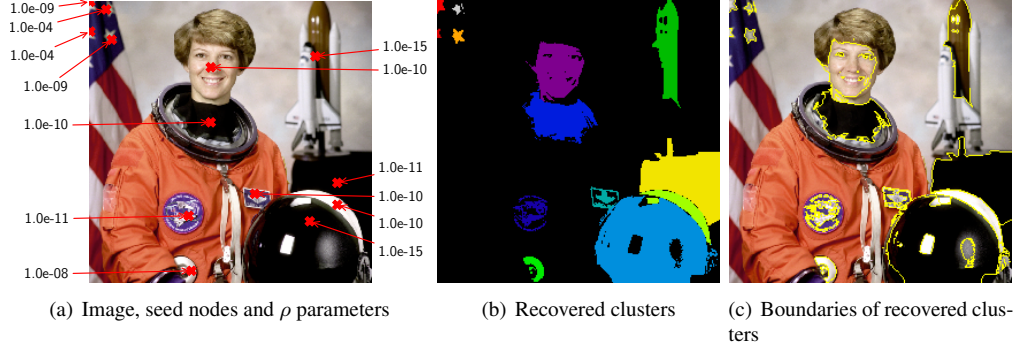 1.0e-09
1.0e-04
1.0e-04
1.0e-09
1.0e-10
1.0e-11
1.0e-08
1.0e-15
1.0e-10
1.0e-11
1.0e-10
1.0e-10
1.0e-15
(a) Image, seed nodes and ρ parameters
(b) Recovered clusters
(c) Boundaries of recovered clus-
ters